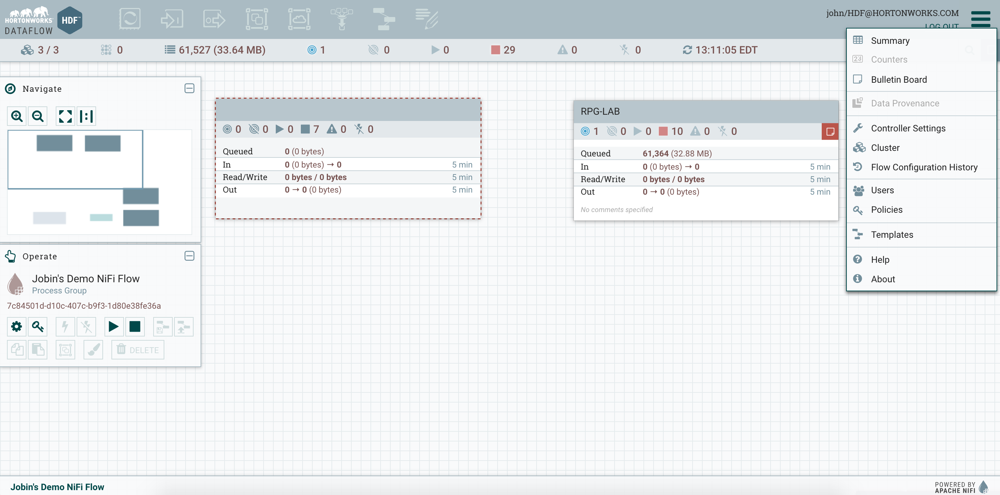 HORTONWORKS
DATAFLOW
HDF™
john/HDF@HORTONWORKS.COM
LOG OUT
3 / 3
0
61,527 (33.64 MB)
1
0
0
29
0
0
13:11:05 EDT
Navigate
Operate
Jobin's Demo NiFi Flow
Process Group
7c84501d-d10c-407c-b9f3-1d80e38fe36a
DELETE
0 0 0 7 0 0
Queued 0 (0 bytes)
In 0 (0 bytes) → 0 5 min
Read/Write 0 bytes / 0 bytes 5 min
Out 0 → 0 (0 bytes) 5 min
RPG-LAB
1 0 0 10 0 0
Queued 61,364 (32.88 MB)
In 0 (0 bytes) → 0 5 min
Read/Write 0 bytes / 0 bytes 5 min
Out 0 → 0 (0 bytes) 5 min
No comments specified
Summary
23 Counters
Bulletin Board
Data Provenance
Controller Settings
Cluster
Flow Configuration History
Users
Policies
Templates
Help
About
Jobin's Demo NiFi Flow
POWERED BY
APACHE NIFI